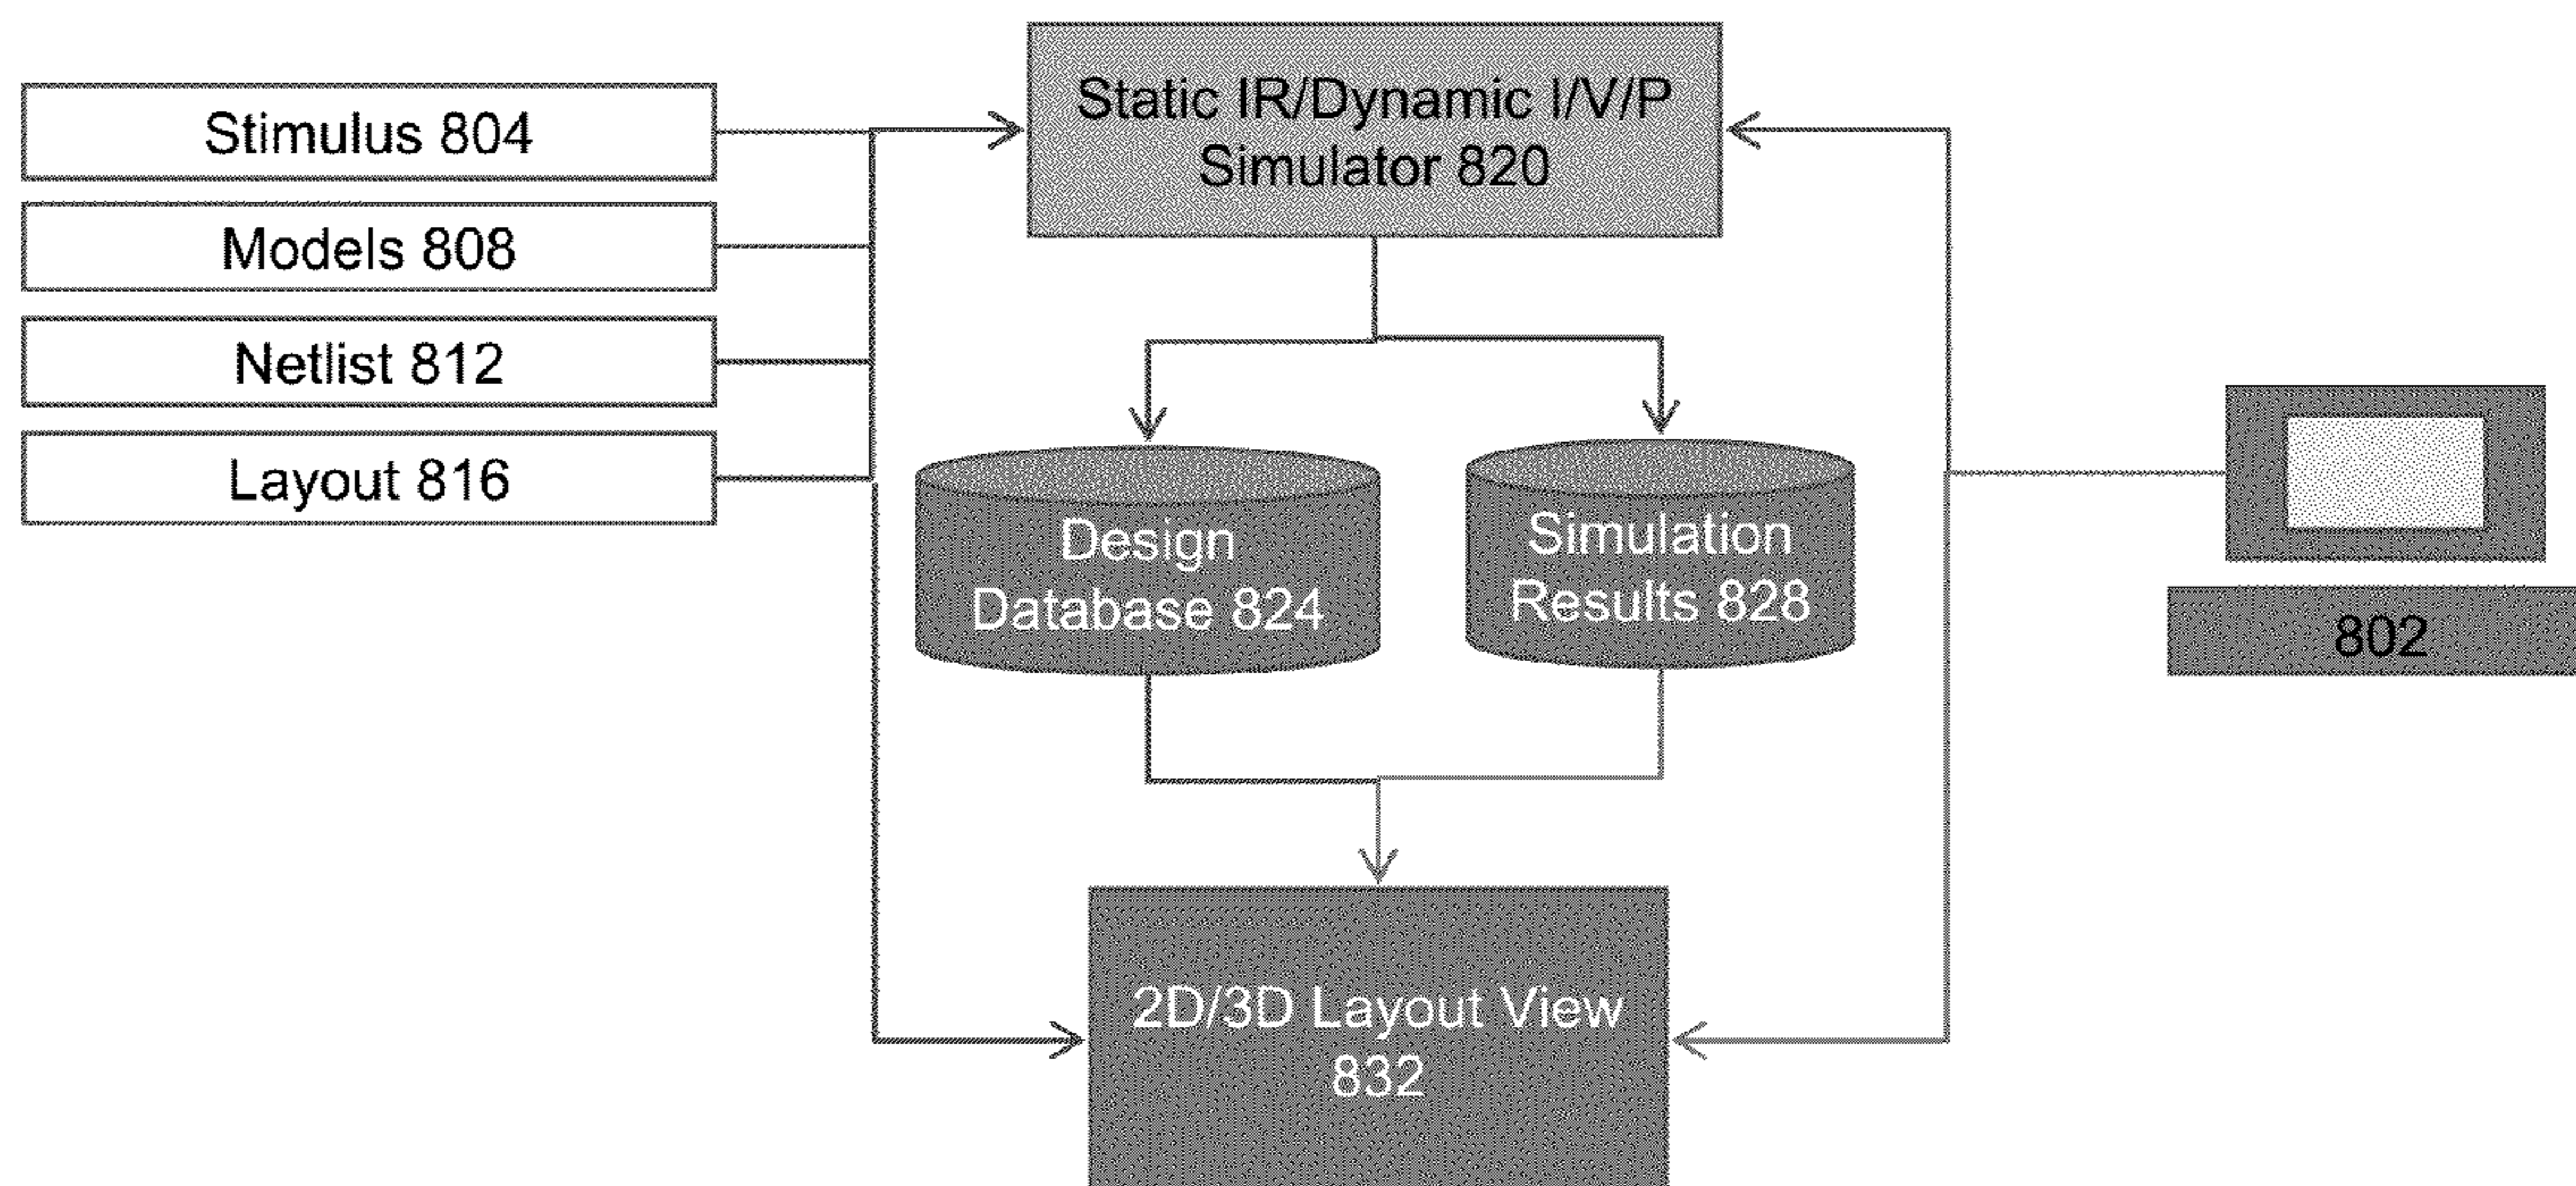 Stimulus 804
Models 808
Netlist 812
Layout 816
Static IR/Dynamic I/V/P
Simulator 820
Design
Database 824
Simulation
Results 828
802
2D/3D Layout View
832